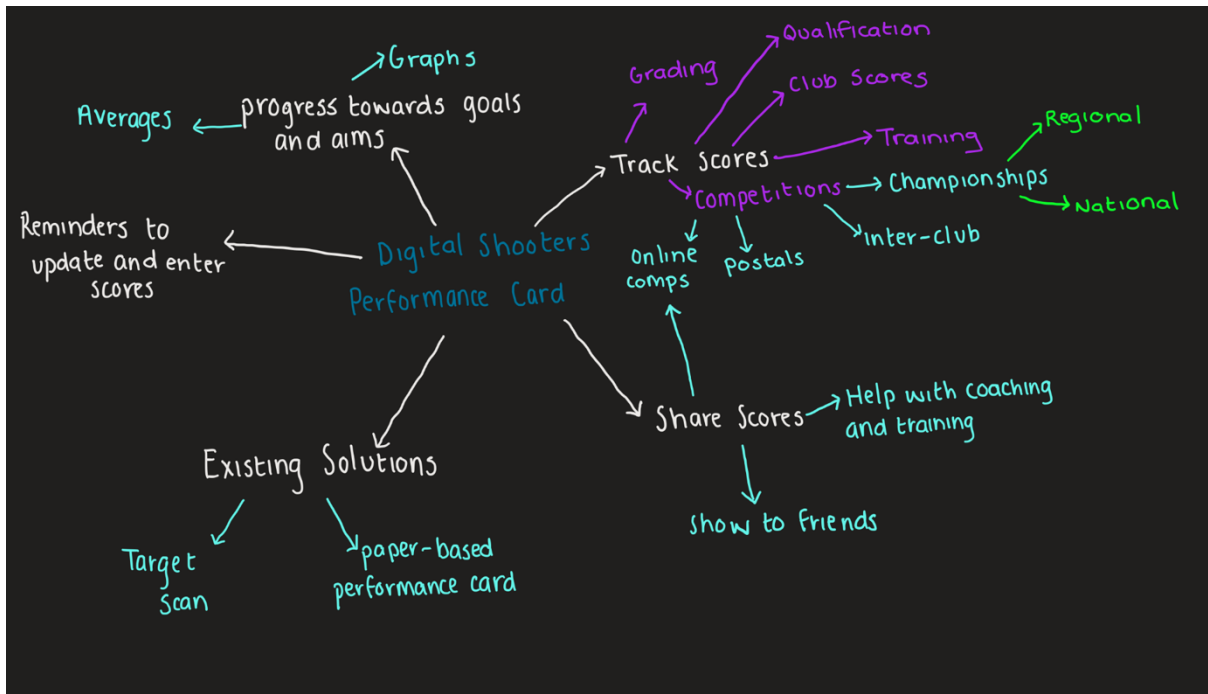 Graphs
Averages
progress towards goals
and aims
Reminders to
update and enter
scores
Digital Shooters
Performance Card
Qualification
Grading
Club Scores
Training
Track Scores
Competitions
Championships
Regional
National
inter-club
Online
comps
postals
Share Scores
Help with coaching
and training
show to friends
Existing Solutions
Target
Scan
paper-based
performance card